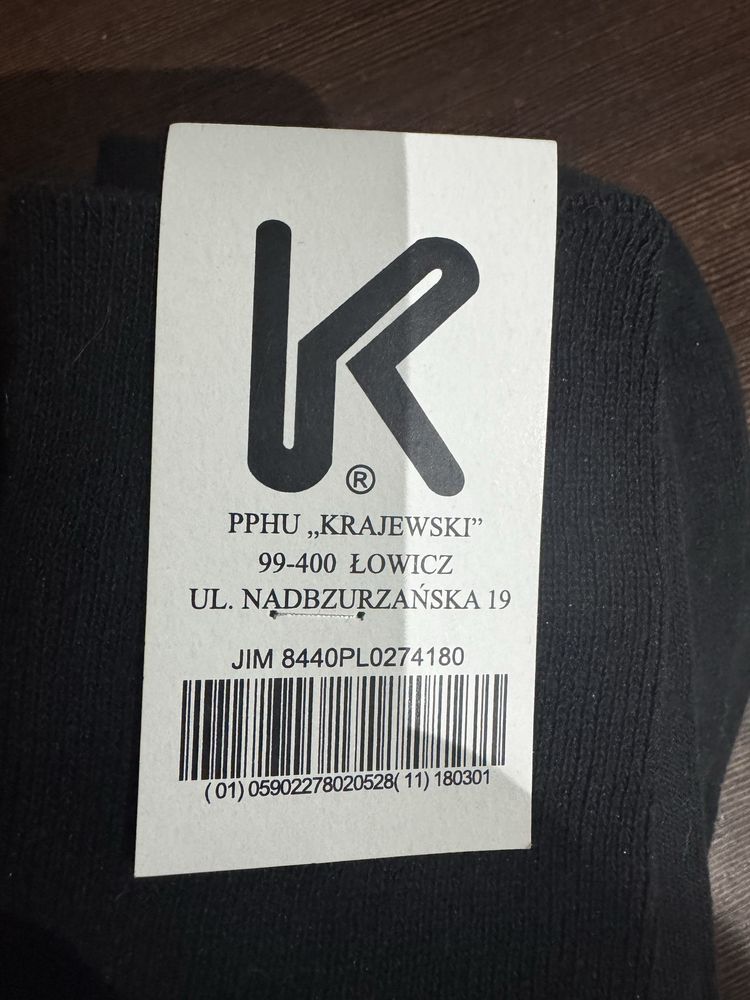 K
®
PPHU „KRAJEWSKI”
99-400 ŁOWICZ
UL. NADBZURZAŃSKA 19
JIM 8440PL0274180
(01) 05902278020528(11) 180301